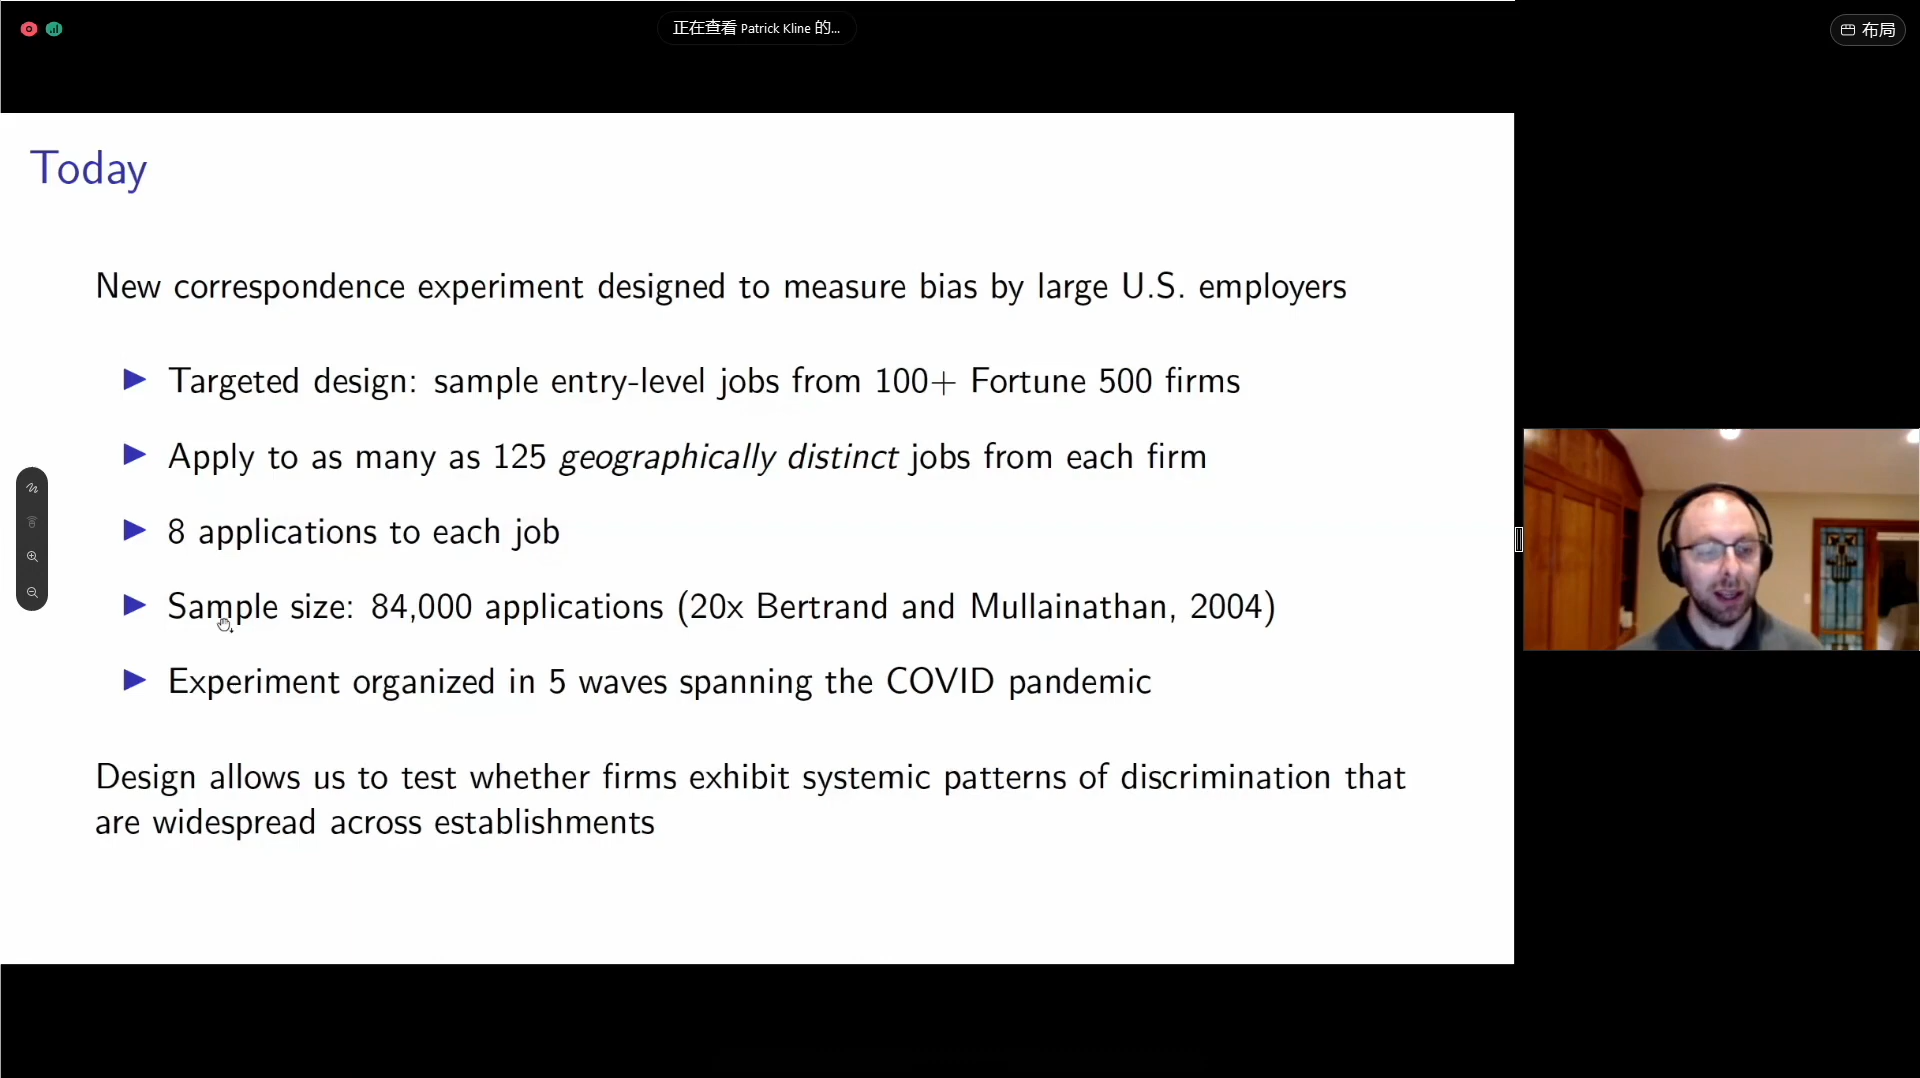 正在查看 Patrick Kline 的...
布局
Today
New correspondence experiment designed to measure bias by large U.S. employers
Targeted design: sample entry-level jobs from 100+ Fortune 500 firms
Apply to as many as 125 geographically distinct jobs from each firm
8 applications to each job
Sample size: 84,000 applications (20x Bertrand and Mullainathan, 2004)
Experiment organized in 5 waves spanning the COVID pandemic
Design allows us to test whether firms exhibit systemic patterns of discrimination that
are widespread across establishments